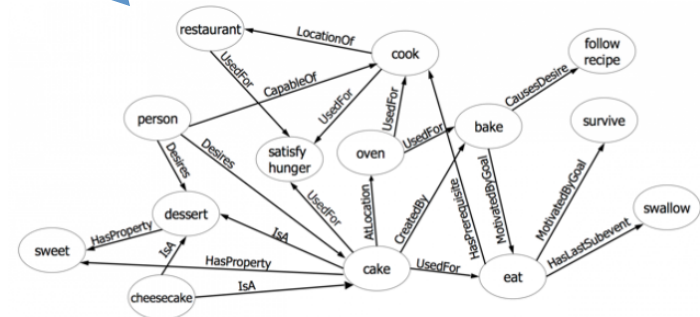 restaurant
LocationOf
cook
follow
recipe
UsedFor
CapableOf
UsedFor
UsedFor
CausesDesire
person
Desires
Desires
satisfy
hunger
oven
UsedFor
bake
survive
dessert
UsedFor
AtLocation
CreatedBy
HasPrerequisite
MotivatedByGoal
MotivatedByGoal
swallow
HasProperty
IsA
IsA
HasLastSubevent
sweet
HasProperty
cake
UsedFor
eat
cheesecake
IsA